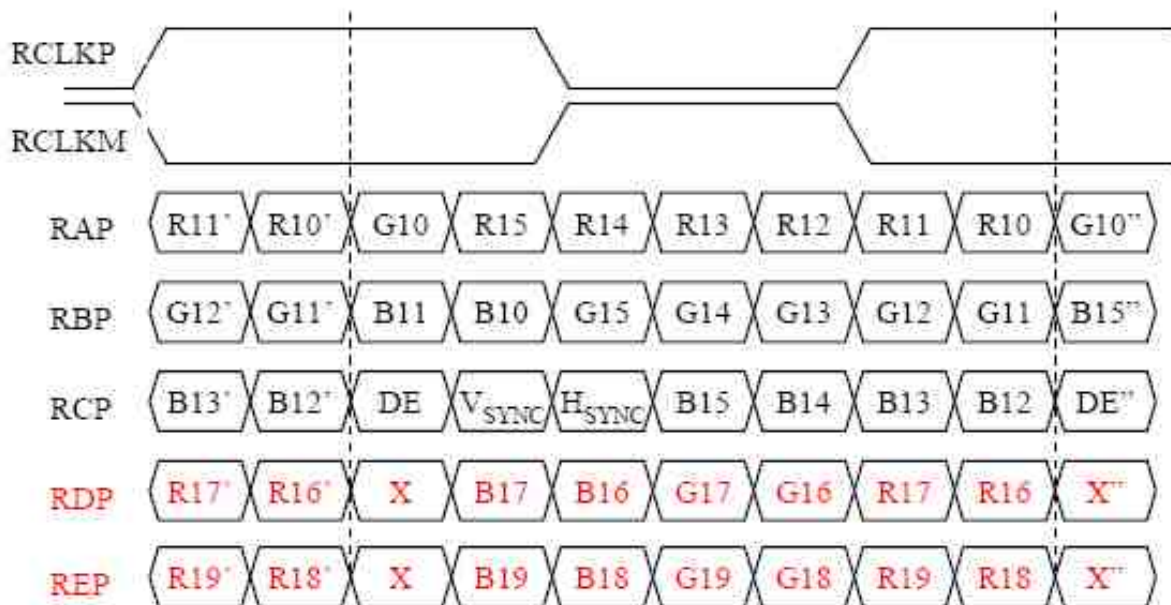 RCLKP
RCLKM
RAP R11' R10' G10 R15 R14 R13 R12 R11 R10 G10"
RBP G12' G11' B11 B10 G15 G14 G13 G12 G11 B15"
RCP B13' B12' DE VSYNC HSYNC B15 B14 B13 B12 DE"
RDP R17' R16' X B17 B16 G17 G16 R17 R16 X"
REP R19' R18' X B19 B18 G19 G18 R19 R18 X"